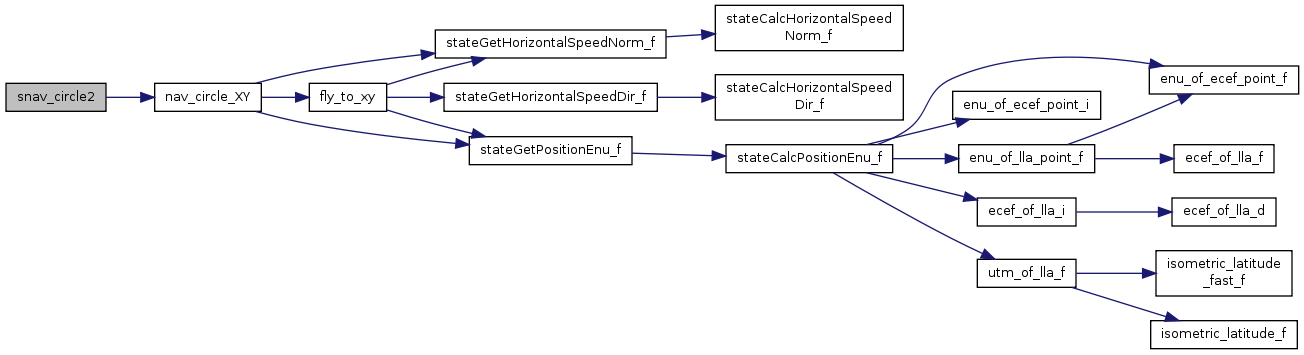 snav_circle2
nav_circle_XY
fly_to_xy
stateGetHorizontalSpeedNorm_f
stateGetHorizontalSpeedDir_f
stateGetPositionEnu_f
stateCalcHorizontalSpeed
Norm_f
stateCalcHorizontalSpeed
Dir_f
stateCalcPositionEnu_f
enu_of_ecef_point_i
enu_of_lla_point_f
ecef_of_lla_i
utm_of_lla_f
enu_of_ecef_point_f
ecef_of_lla_f
ecef_of_lla_d
isometric_latitude
_fast_f
isometric_latitude_f